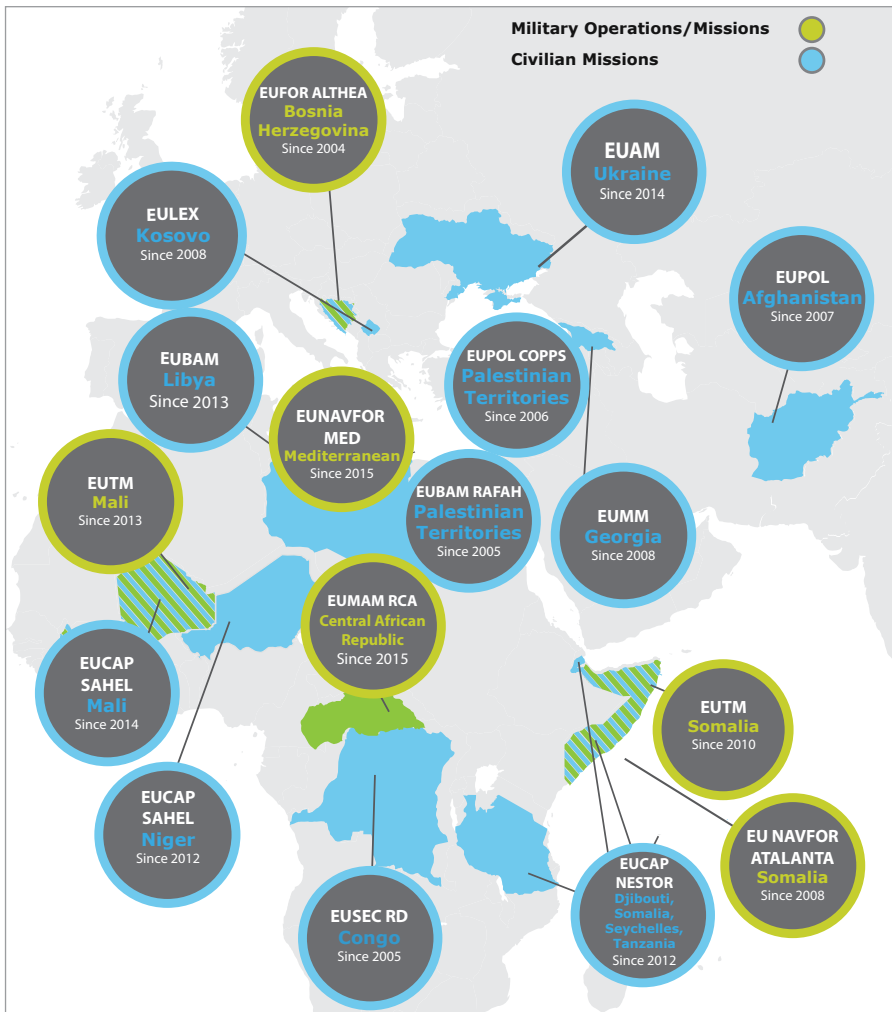 Military Operations/Missions
Civilian Missions
EUFOR ALTHEA
Bosnia
Herzegovina
Since 2004
EUAM
Ukraine
Since 2014
EULEX
Kosovo
Since 2008
EUPOL
Afghanistan
Since 2007
EUBAM
Libya
Since 2013
EUPOL COPPS
Palestinian
Territories
Since 2006
EUNAVFOR
MED
Mediterranean
Since 2015
EUTM
Mali
Since 2013
EUBAM RAFAH
Palestinian
Territories
Since 2005
EUMM
Georgia
Since 2008
EUMAM RCA
Central African
Republic
Since 2015
EUCAP
SAHEL
Mali
Since 2014
EUTM
Somalia
Since 2010
EUCAP
SAHEL
Niger
Since 2012
EU NAVFOR
ATALANTA
Somalia
Since 2008
EUCAP
NESTOR
Djibouti,
Somalia,
Seychelles,
Tanzania
Since 2012
EUSEC RD
Congo
Since 2005